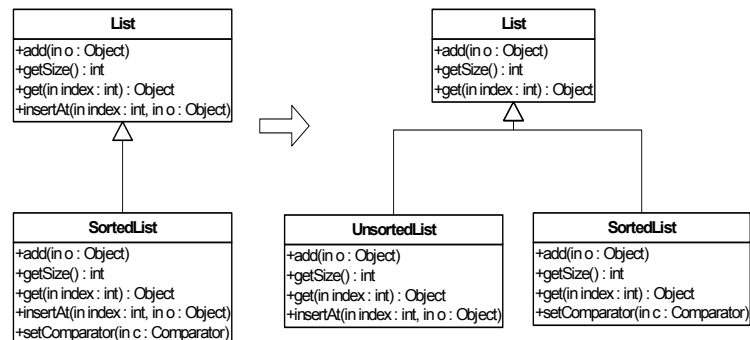 List
+add(in o : Object)
+getSize() : int
+get(in index : int) : Object
+insertAt(in index : int, in o : Object)
SortedList
+add(in o : Object)
+getSize() : int
+get(in index : int) : Object
+insertAt(in index : int, in o : Object)
+setComparator(in c : Comparator)
List
+add(in o : Object)
+getSize() : int
+get(in index : int) : Object
UnsortedList
+add(in o : Object)
+getSize() : int
+get(in index : int) : Object
+insertAt(in index : int, in o : Object)
SortedList
+add(in o : Object)
+getSize() : int
+get(in index : int) : Object
+setComparator(in c : Comparator)